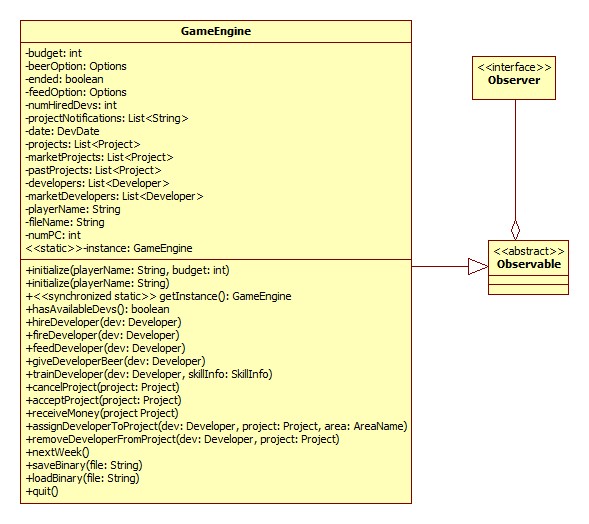 GameEngine
-budget: int
-beerOption: Options
-ended: boolean
-feedOption: Options
-numHiredDevs: int
-projectNotifications: List<String>
-date: DevDate
-projects: List<Project>
-marketProjects: List<Project>
-pastProjects: List<Project>
-developers: List<Developer>
-marketDevelopers: List<Developer>
-playerName: String
-fileName: String
-numPC: int
<<static>>-instance: GameEngine
+initialize(playerName: String, budget: int)
+initialize(playerName: String)
+<<synchronized static>> getInstance(): GameEngine
+hasAvailableDevs(): boolean
+hireDeveloper(dev: Developer)
+fireDeveloper(dev: Developer)
+feedDeveloper(dev: Developer)
+giveDeveloperBeer(dev: Developer)
+trainDeveloper(dev: Developer, skillInfo: SkillInfo)
+cancelProject(project: Project)
+acceptProject(project: Project)
+receiveMoney(project Project)
+assignDeveloperToProject(dev: Developer, project: Project, area: AreaName)
+removeDeveloperFromProject(dev: Developer, project: Project)
+nextWeek()
+saveBinary(file: String)
+loadBinary(file: String)
+quit()
<<interface>>
Observer
<<abstract>>
Observable